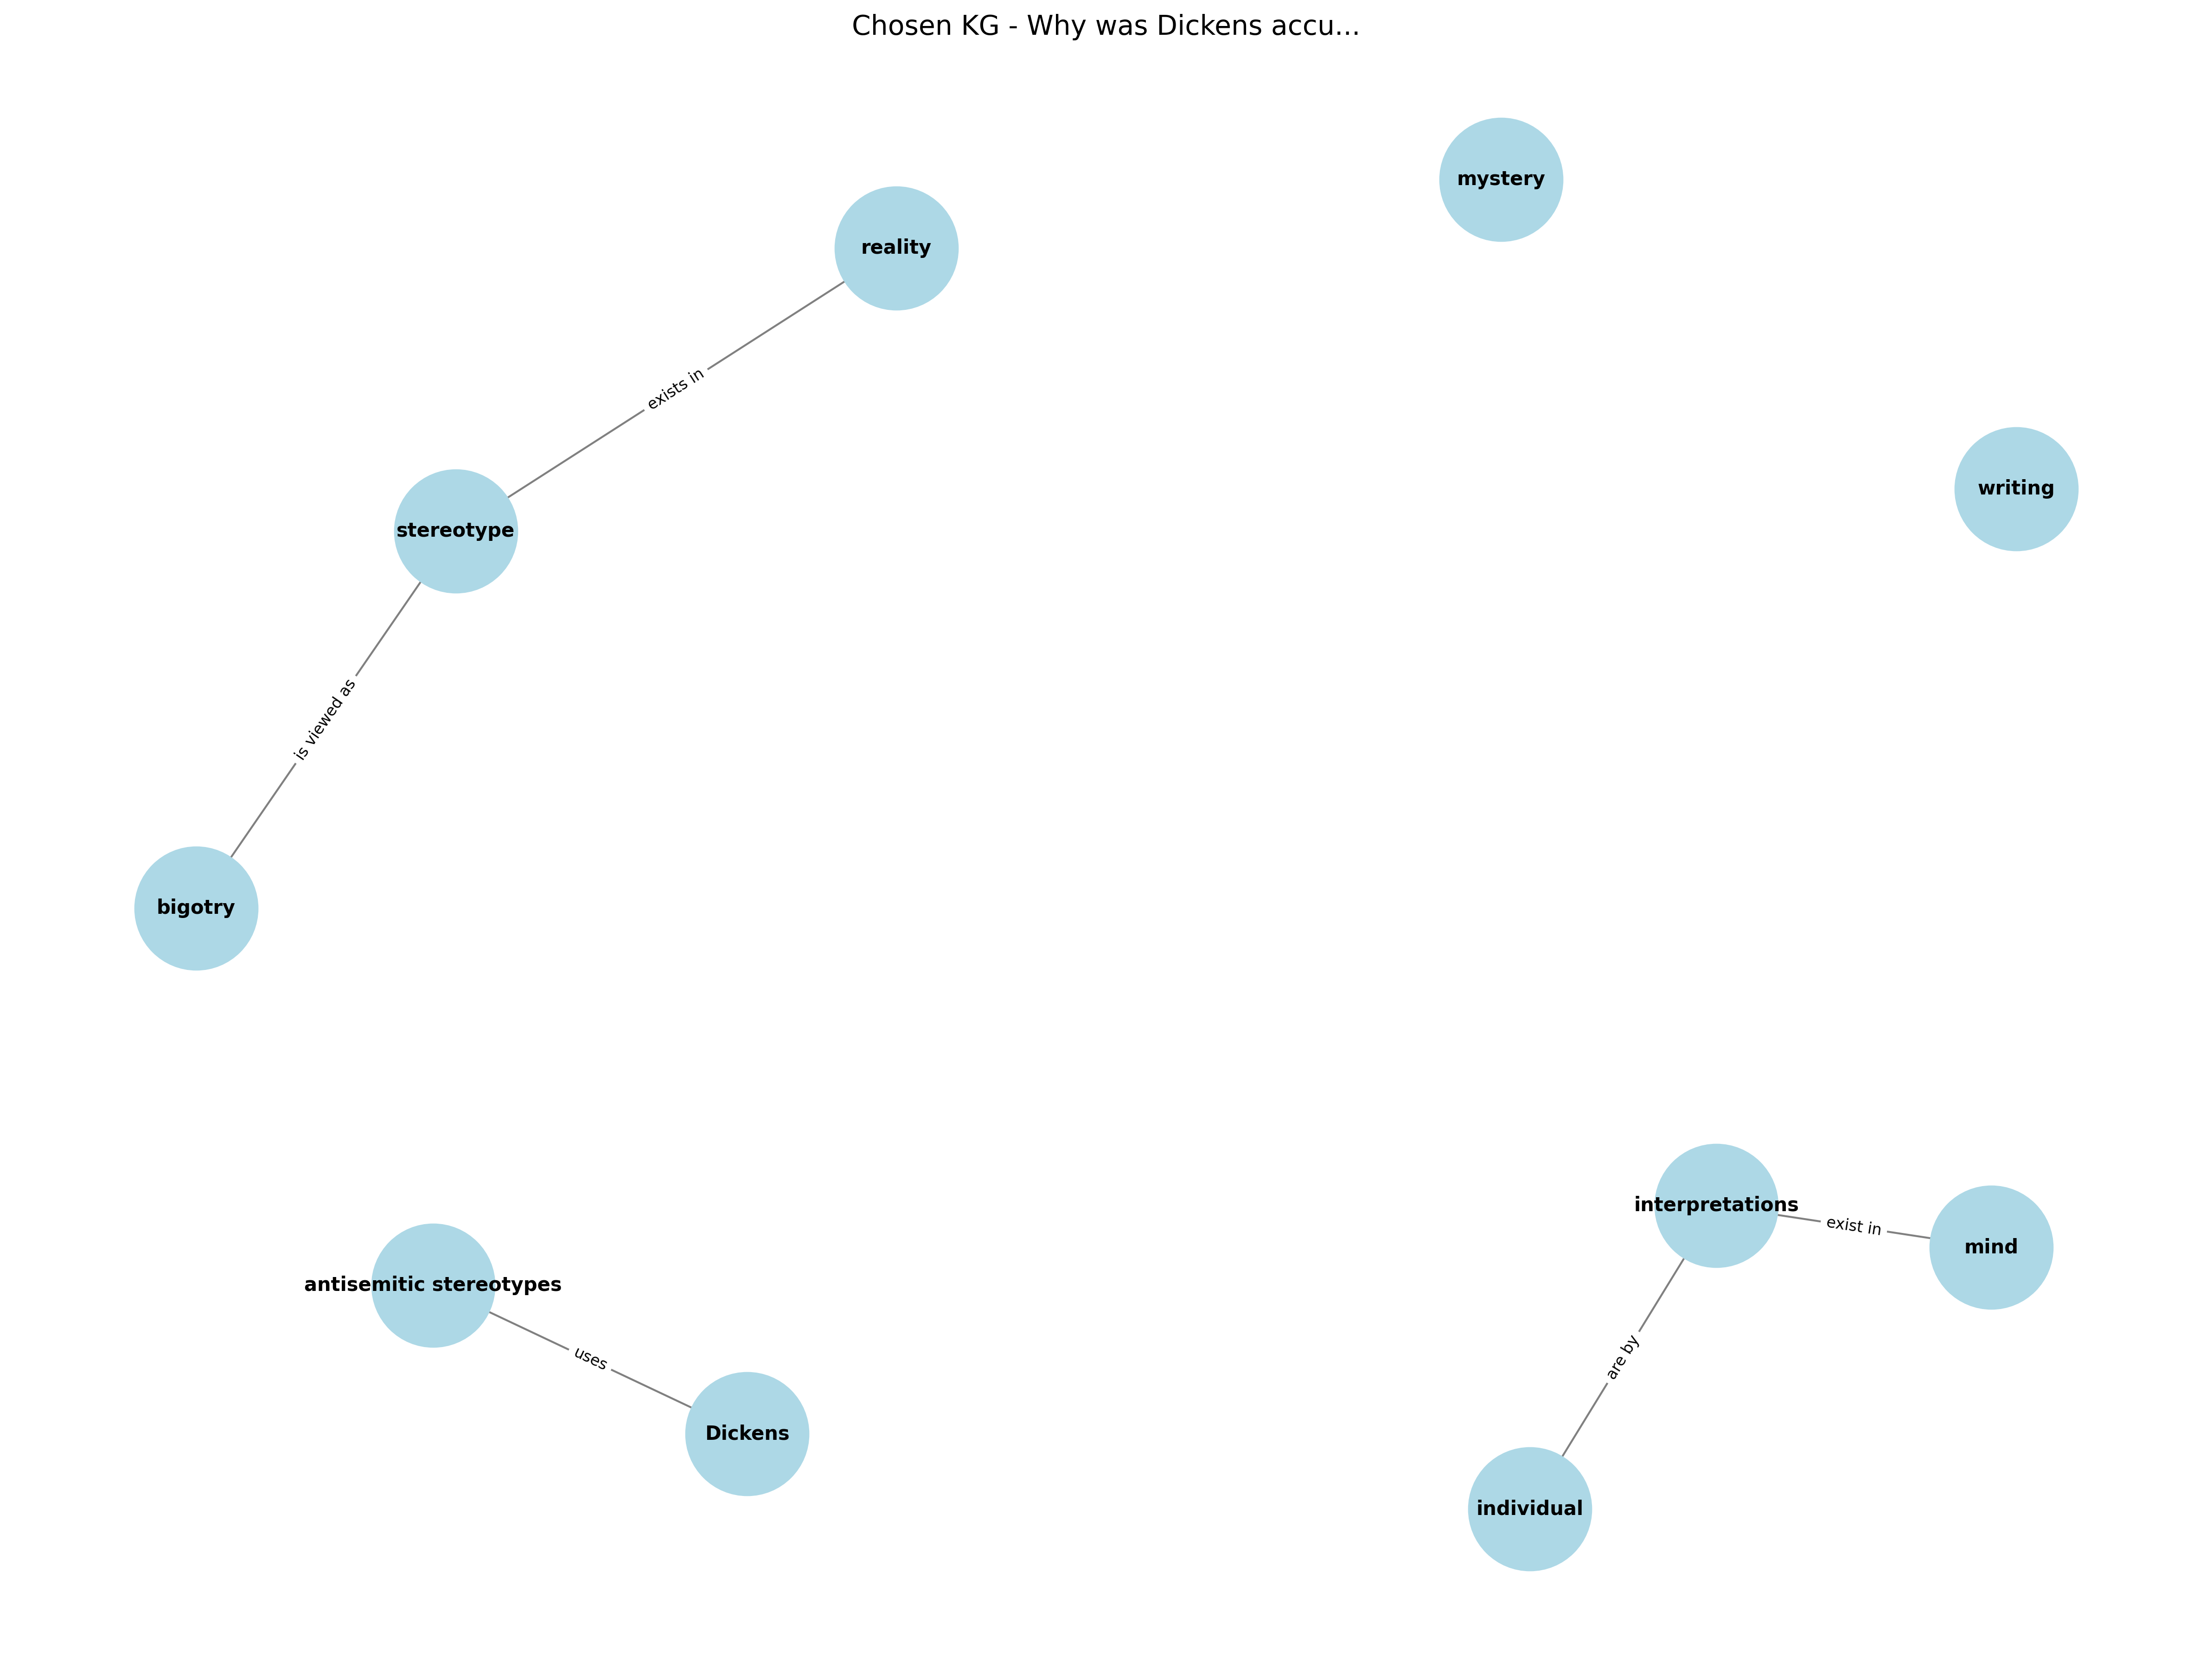 Chosen KG - Why was Dickens accu...
mystery
reality
exists in
writing
stereotype
is viewed as
bigotry
interpretations
exist in
mind
antisemitic stereotypes
uses
are by
Dickens
individual